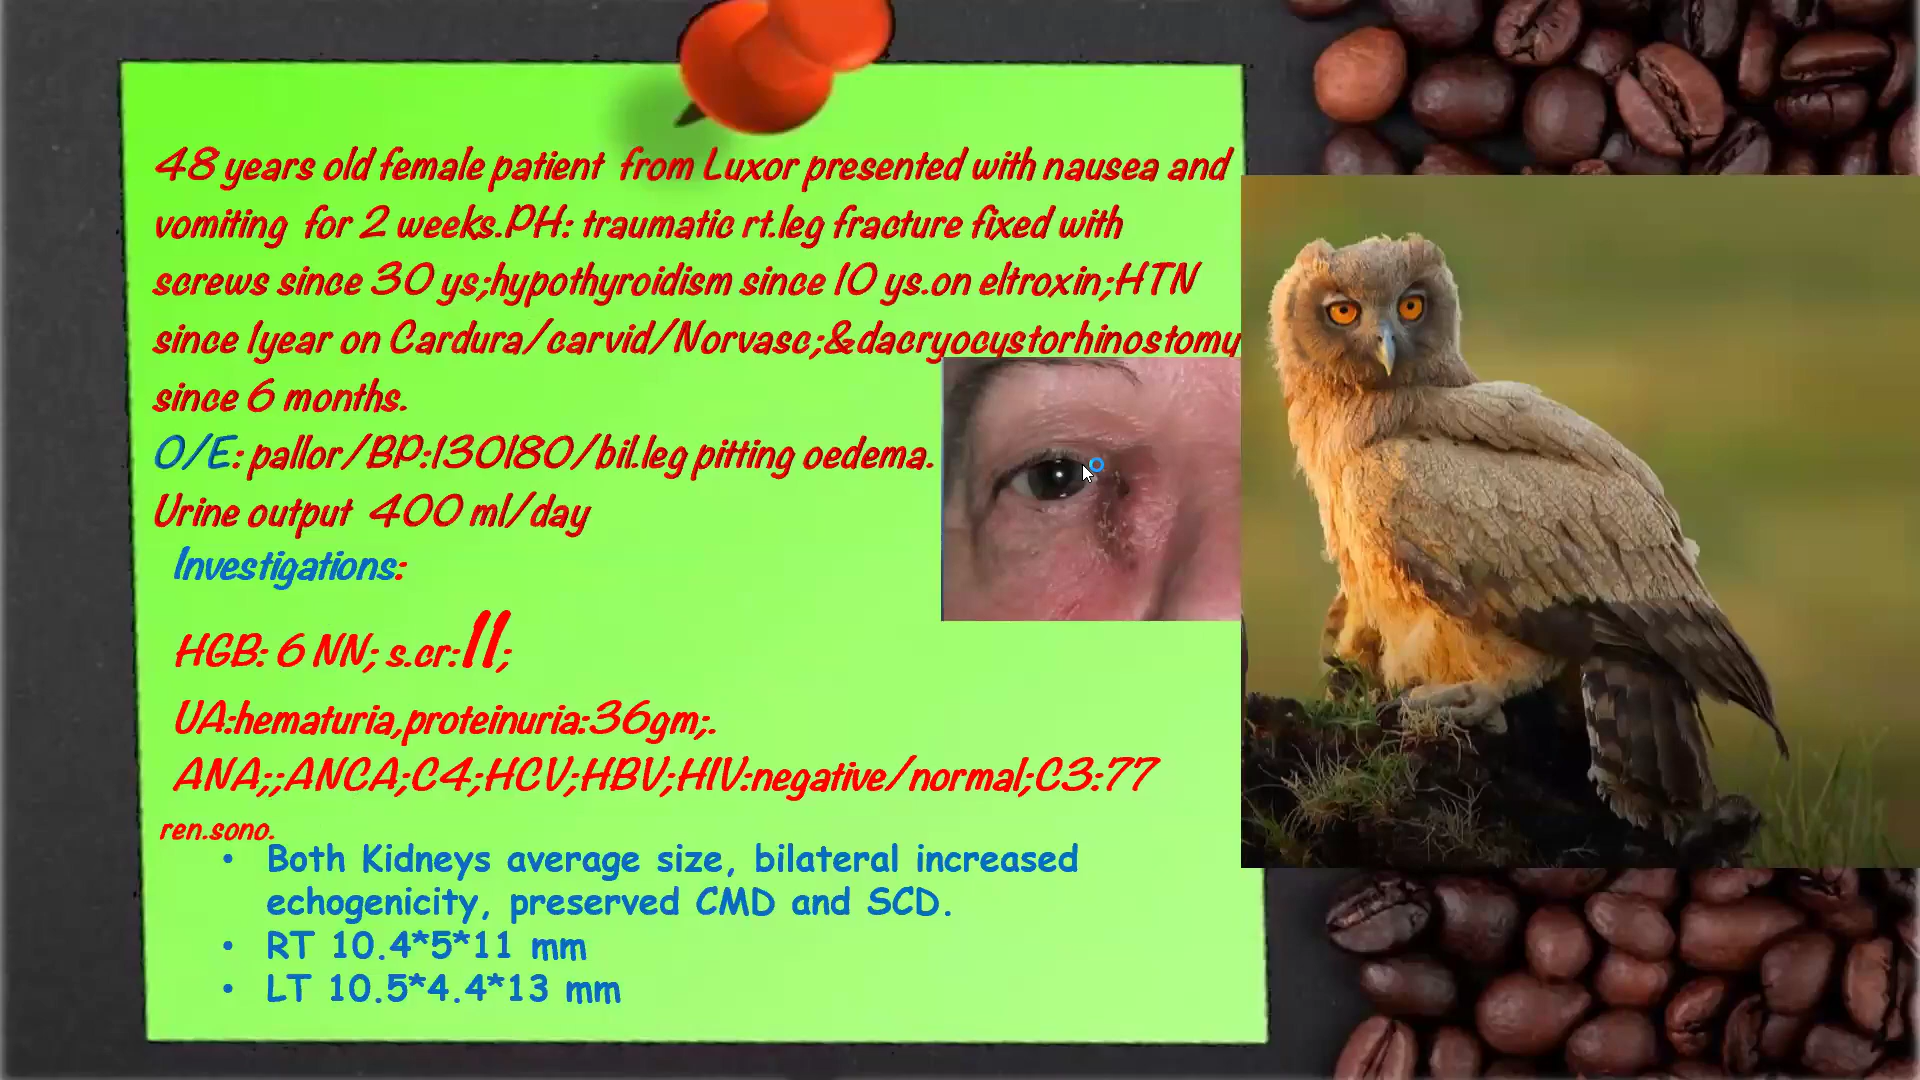 48 years old female patient from Luxor presented with nausea and
vomiting for 2 weeks.PH: traumatic rt.leg fracture fixed with
screws since 30 ys;hypothyroidism since 10 ys.on eltroxin;HTN
since 1year on Cardura/carvid/Norvasc;&dacryocystorhinostomy
since 6 months.
O/E: pallor/BP:130\80/bil.leg pitting oedema.
Urine output 400 ml/day
Investigations:
HGB: 6 NN; s.cr:11;
UA:hematuria,proteinuria:36gm;.
ANA;;ANCA;C4;HCV;HBV;HIV:negative/normal;C3:77
ren.sono.
• Both Kidneys average size, bilateral increased
echogenicity, preserved CMD and SCD.
• RT 10.4*5*11 mm
• LT 10.5*4.4*13 mm